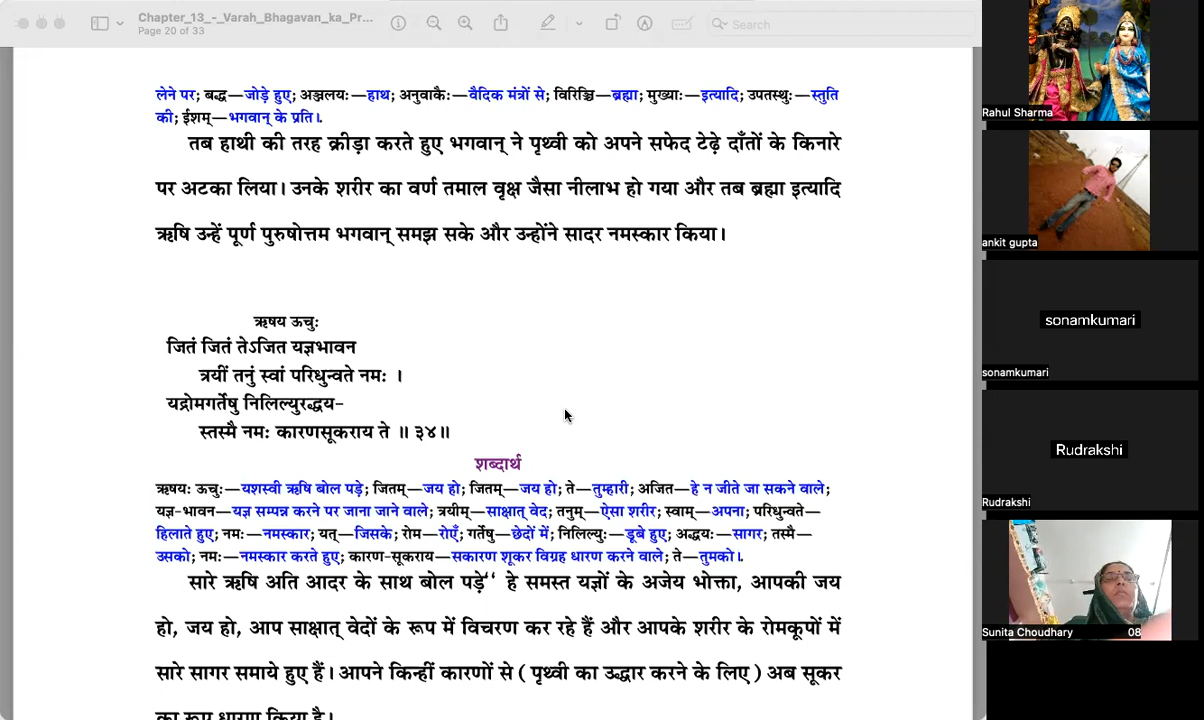 Chapter_13_-_Varah_Bhagavan_ka_Pr...
Page 20 of 33
Search
लेने पर; बद्ध—जोड़े हुए; अञ्जलयः—हाथ; अनुवाकैः—वैदिक मंत्रों से; विरिञ्चि—ब्रह्मा; मुख्याः—इत्यादि; उपतस्थुः—स्तुति
की; ईशम्—भगवान् के प्रति।
तब हाथी की तरह क्रीड़ा करते हुए भगवान् ने पृथ्वी को अपने सफेद टेढ़े दाँतों के किनारे
पर अटका लिया। उनके शरीर का वर्ण तमाल वृक्ष जैसा नीलाभ हो गया और तब ब्रह्मा इत्यादि
ऋषि उन्हें पूर्ण पुरुषोत्तम भगवान् समझ सके और उन्होंने सादर नमस्कार किया।
ऋषय ऊचुः
जितं जितं तेऽजित यज्ञभावन
त्रयीं तनुं स्वां परिधुन्वते नमः ।
यद्रोमगर्तेषु निलिल्युरद्धय-
स्तस्मै नमः कारणसूकराय ते ॥ ३४॥
शब्दार्थ
ऋषयः ऊचुः—यशस्वी ऋषि बोल पड़े; जितम्—जय हो; जितम्—जय हो; ते—तुम्हारी; अजित—हे न जीते जा सकने वाले;
यज्ञ-भावन—यज्ञ सम्पन्न करने पर जाना जाने वाले; त्रयीम्—साक्षात् वेद; तनुम्—ऐसा शरीर; स्वाम्—अपना; परिधुन्वते—
हिलाते हुए; नमः—नमस्कार; यत्—जिसके; रोम—रोएँ; गर्तेषु—छेदों में; निलिल्युः—डूबे हुए; अद्धयः—सागर; तस्मै—
उसको; नमः—नमस्कार करते हुए; कारण-सूकराय—सकारण शूकर विग्रह धारण करने वाले; ते—तुमको।.
सारे ऋषि अति आदर के साथ बोल पड़े‘‘ हे समस्त यज्ञों के अजेय भोक्ता, आपकी जय
हो, जय हो, आप साक्षात् वेदों के रूप में विचरण कर रहे हैं और आपके शरीर के रोमकूपों में
सारे सागर समाये हुए हैं। आपने किन्हीं कारणों से ( पृथ्वी का उद्धार करने के लिए ) अब सूकर
का रूप धारण किया है।
Rahul Sharma
ankit gupta
sonamkumari
sonamkumari
Rudrakshi
Rudrakshi
Sunita Choudhary 08